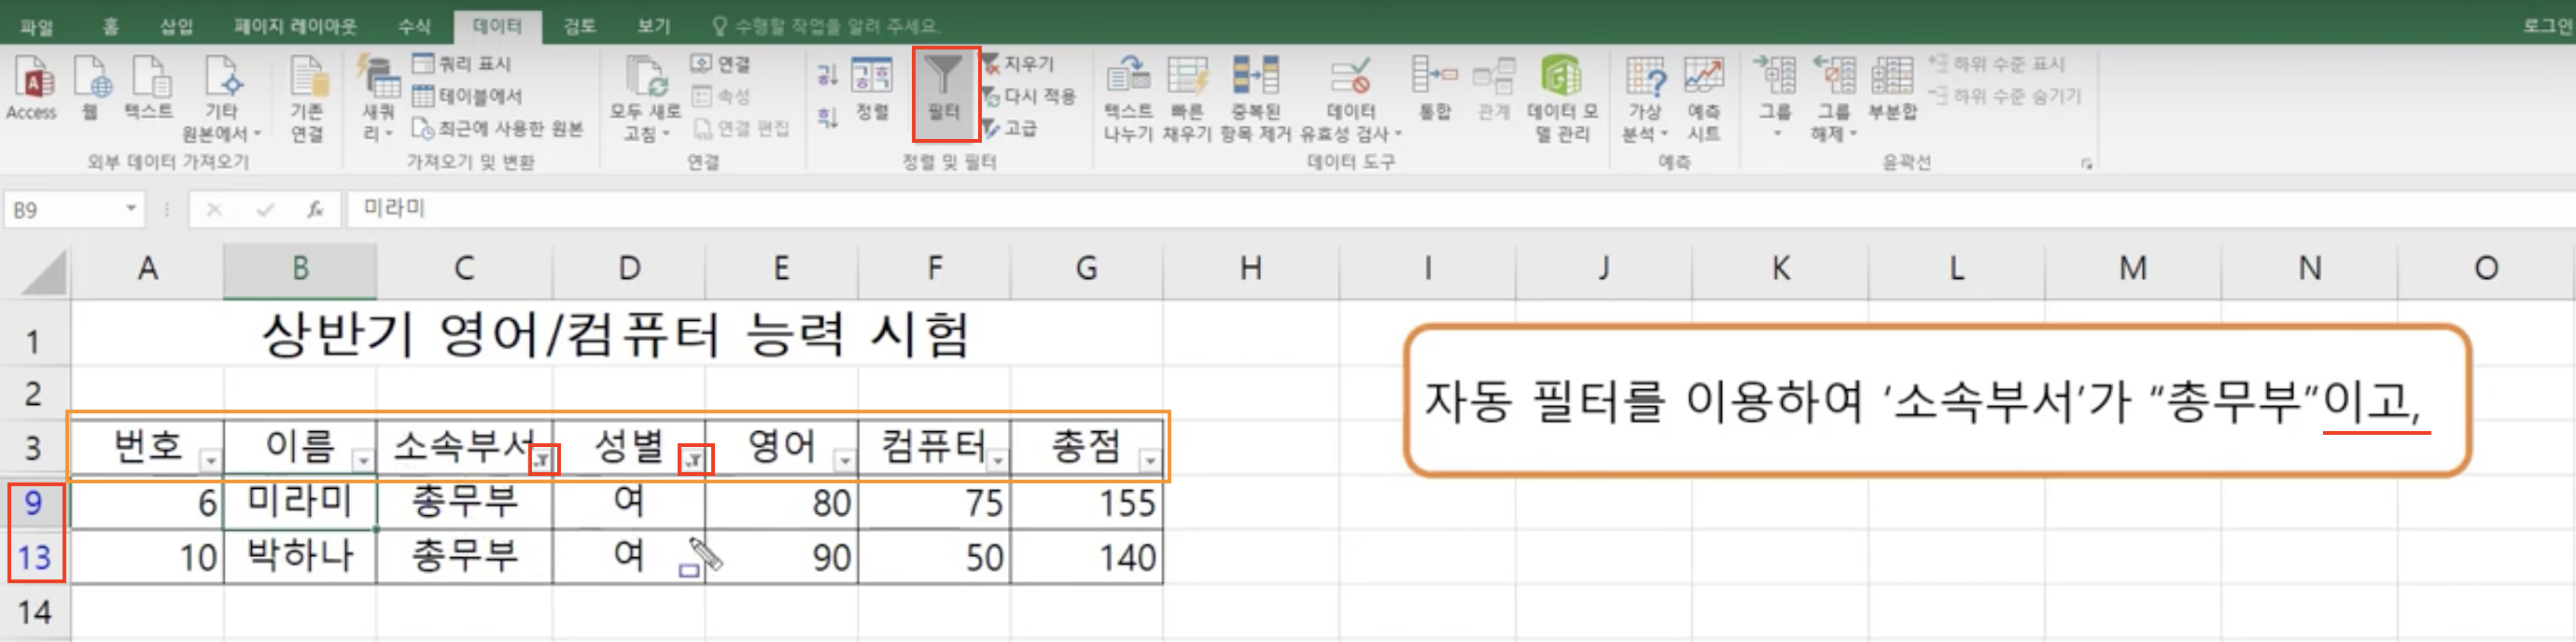 파일 홈 삽입 페이지 레이아웃 수식 데이터 검토 보기 수행할 작업을 알려 주세요. 로그인
Access
웹
텍스트
기타
원본에서
기존
연결
외부 데이터 가져오기
새쿼
리
쿼리 표시
테이블에서
최근에 사용한 원본
가져오기 및 변환
모두 새로
고침
연결
속성
연결 편집
연결
정렬
필터
지우기
다시 적용
고급
정렬 및 필터
텍스트
나누기
빠른
채우기
중복된
항목 제거
데이터
유효성 검사
통합
관계
데이터 모
델 관리
데이터 도구
가상
분석
예측
시트
예측
그룹
그룹
해제
부분합
하위 수준 표시
하위 수준 숨기기
윤곽선
B9 fx 미라미
A B C D E F G H I J K L M N O
1 상반기 영어/컴퓨터 능력 시험
2
3 번호 이름 소속부서 성별 영어 컴퓨터 총점
9 6 미라미 총무부 여 80 75 155
13 10 박하나 총무부 여 90 50 140
14
자동 필터를 이용하여 ‘소속부서’가 “총무부”이고,